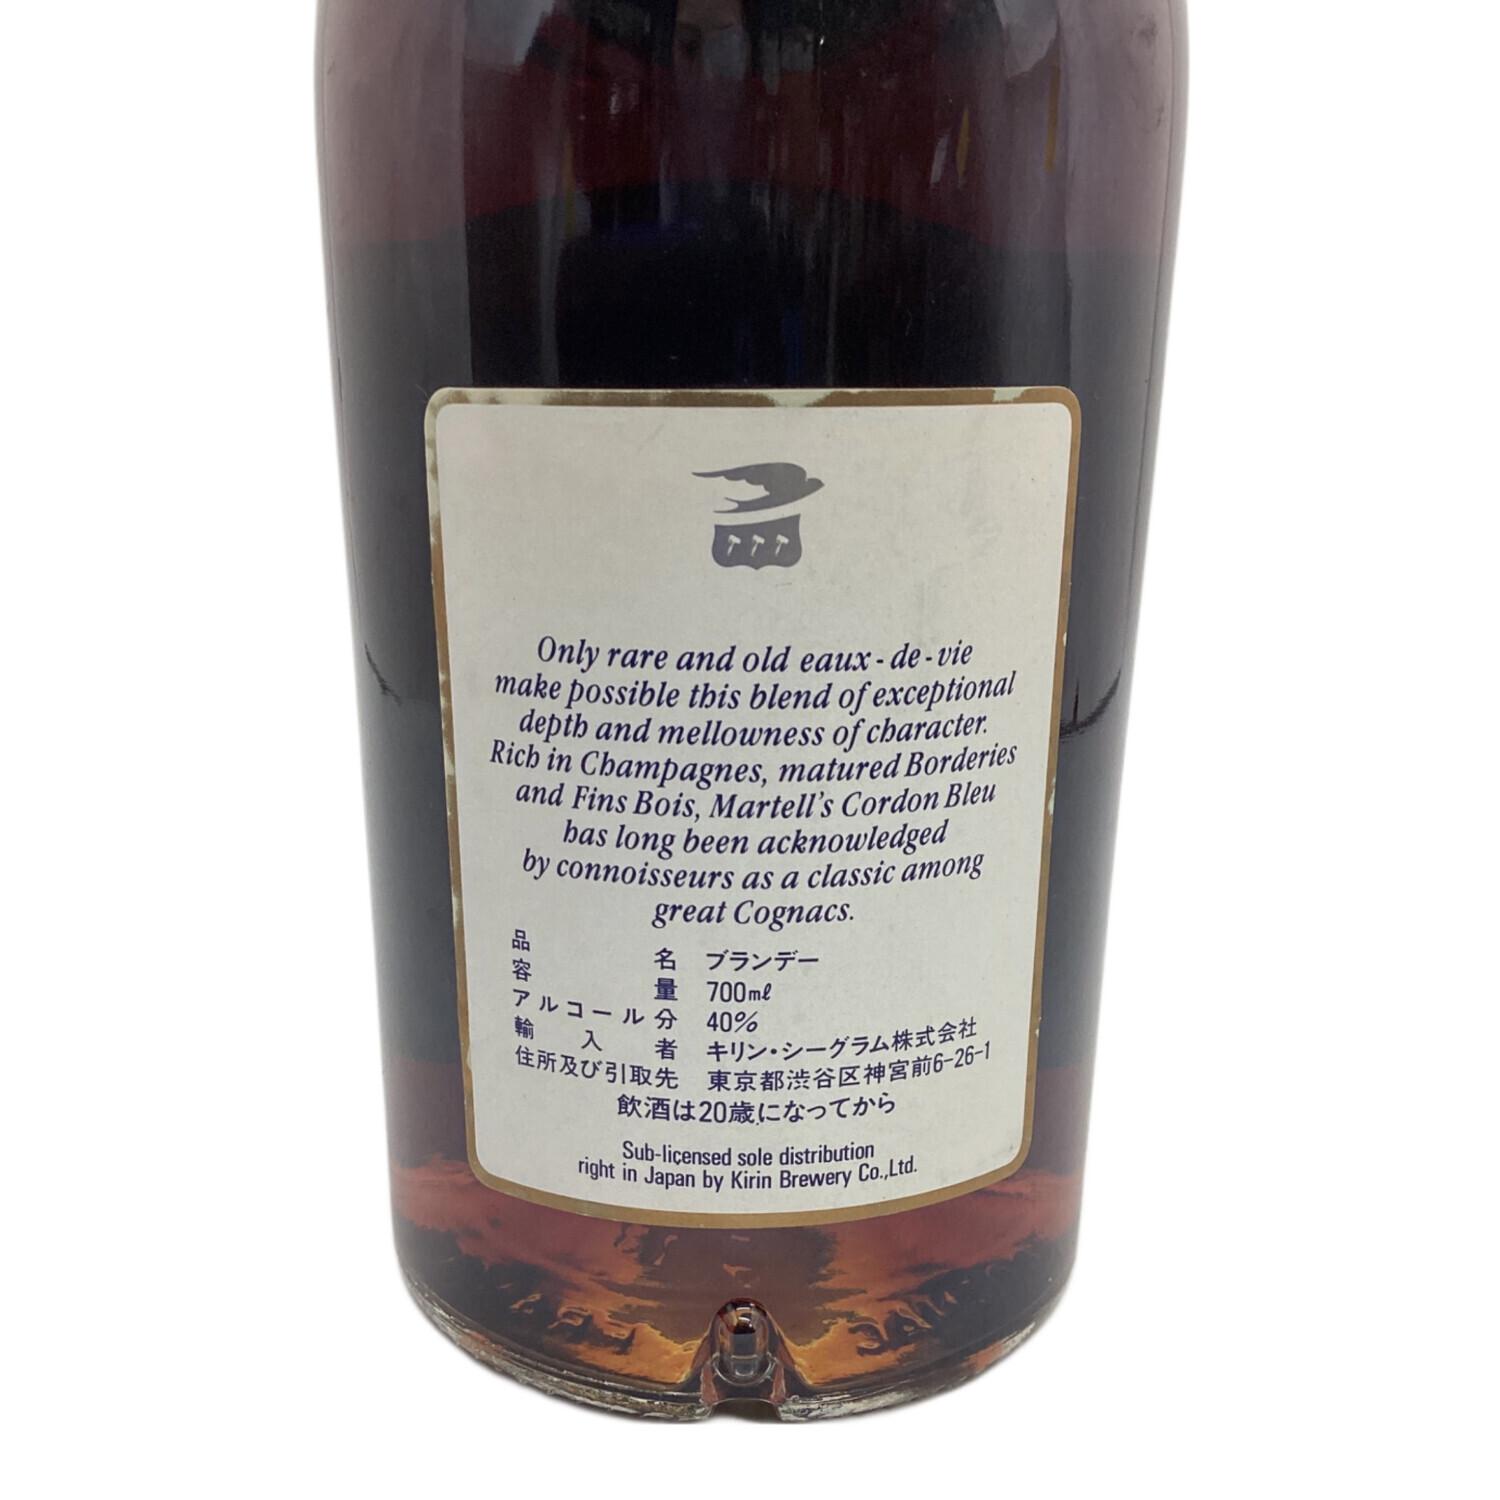 Only rare and old eaux-de-vie
make possible this blend of exceptional
depth and mellowness of character.
Rich in Champagnes, matured Borderies
and Fins Bois, Martell's Cordon Bleu
has long been acknowledged
by connoisseurs as a classic among
great Cognacs.
品名 ブランデー
容量 700㎖
アルコール分 40%
輸入者 キリン・シーグラム株式会社
住所及び引取先 東京都渋谷区神宮前6-26-1
飲酒は20歳になってから
Sub-licensed sole distribution
right in Japan by Kirin Brewery Co.,Ltd.